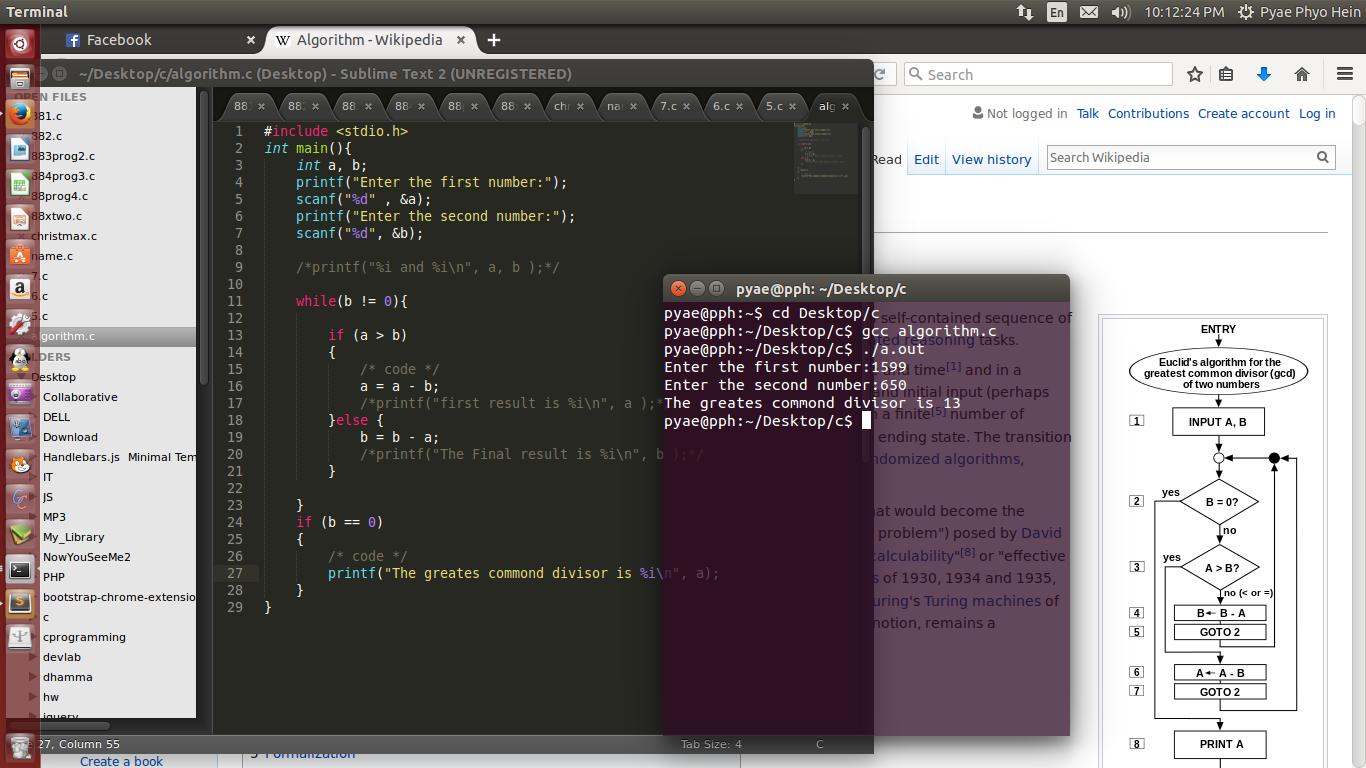 Terminal
En
10:12:24 PM
Pyae Phyo Hein
Facebook
Algorithm - Wikipedia
~/Desktop/c/algorithm.c (Desktop) - Sublime Text 2 (UNREGISTERED)
Search
Not logged in Talk Contributions Create account Log in
Read Edit View history
Search Wikipedia
OPEN FILES
881.c
882.c
883prog2.c
884prog3.c
88prog4.c
88xtwo.c
christmax.c
name.c
7.c
6.c
5.c
algorithm.c
FOLDERS
Desktop
Collaborative
DELL
Download
Handlebars.js Minimal Tem
IT
JS
MP3
My_Library
NowYouSeeMe2
PHP
bootstrap-chrome-extensio
c
cprogramming
devlab
dhamma
hw
jquery
88 88 88 88 88 88 chr nar 7.c 6.c 5.c alg
1 #include <stdio.h>
2 int main(){
3 int a, b;
4 printf("Enter the first number:");
5 scanf("%d" , &a);
6 printf("Enter the second number:");
7 scanf("%d", &b);
8
9 /*printf("%i and %i\n", a, b );*/
10
11 while(b != 0){
12
13 if (a > b)
14 {
15 /* code */
16 a = a - b;
17 /*printf("first result is %i\n", a );*
18 }else {
19 b = b - a;
20 /*printf("The Final result is %i\n", b );*/
21 }
22
23 }
24 if (b == 0)
25 {
26 /* code */
27 printf("The greates commond divisor is %i\n", a);
28 }
29 }
27, Column 55
Tab Size: 4
C
pyae@pph: ~/Desktop/c
pyae@pph:~$ cd Desktop/c
pyae@pph:~/Desktop/c$ gcc algorithm.c
pyae@pph:~/Desktop/c$ ./a.out
Enter the first number:1599
Enter the second number:650
The greates commond divisor is 13
pyae@pph:~/Desktop/c$
self-contained sequence of
reasoning tasks.
and time[1] and in a
and initial input (perhaps
a finite[5] number of
ending state. The transition
randomized algorithms,
that would become the
problem") posed by David
calculability"[8] or "effective
of 1930, 1934 and 1935,
Turing's Turing machines of
notion, remains a
ENTRY
Euclid's algorithm for the
greatest common divisor (gcd)
of two numbers
1 INPUT A, B
2 yes B = 0?
no
3 yes A > B?
no (< or =)
4 B ← B - A
5 GOTO 2
6 A ← A - B
7 GOTO 2
8 PRINT A
Create a book
5 Formalization